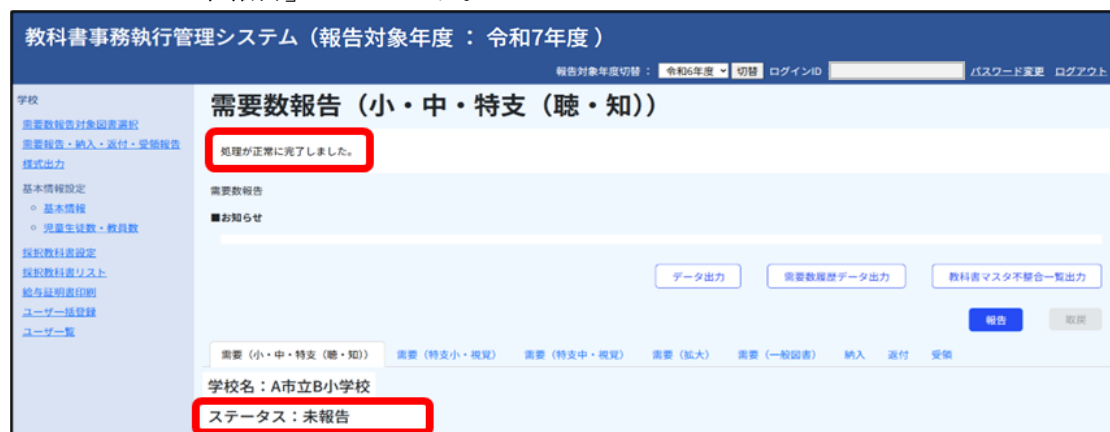 教科書事務執行管理システム（報告対象年度 ： 令和7年度 ）
報告対象年度切替 ： 令和6年度 切替 ログインID パスワード変更 ログアウト
学校
需要数報告対象図書選択
需要報告・納入・返付・受領報告
様式出力
基本情報設定
基本情報
児童生徒数・教員数
採択教科書設定
採択教科書リスト
給与証明書印刷
ユーザ一括登録
ユーザ一覧
需要数報告（小・中・特支（聴・知））
処理が正常に完了しました。
需要数報告
■お知らせ
データ出力 需要数履歴データ出力 教科書マスタ不整合一覧出力
報告 取戻
需要（小・中・特支（聴・知）） 需要（特支小・視覚） 需要（特支中・視覚） 需要（拡大） 需要（一般図書） 納入 返付 受領
学校名：A市立B小学校
ステータス：未報告